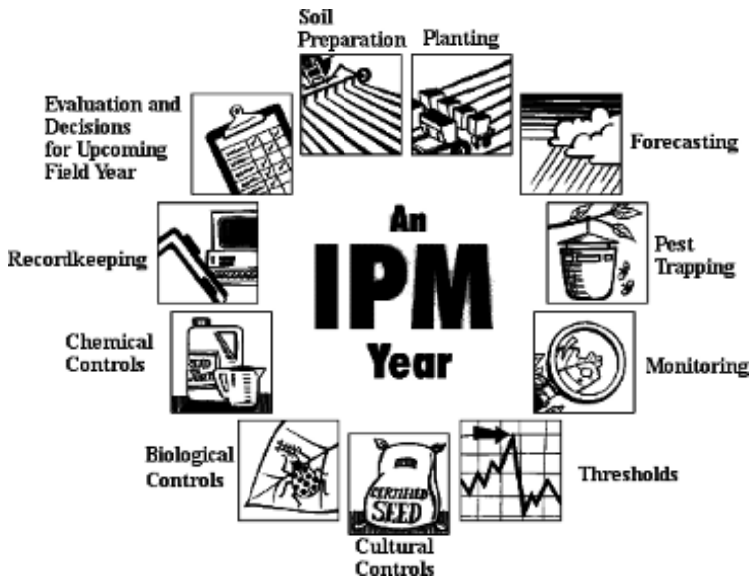 Soil
Preparation
Planting
Evaluation and
Decisions
for Upcoming
Field Year
Forecasting
An
IPM
Year
Recordkeeping
Pest
Trapping
Chemical
Controls
Monitoring
Biological
Controls
CERTIFIED
SEED
Thresholds
Cultural
Controls